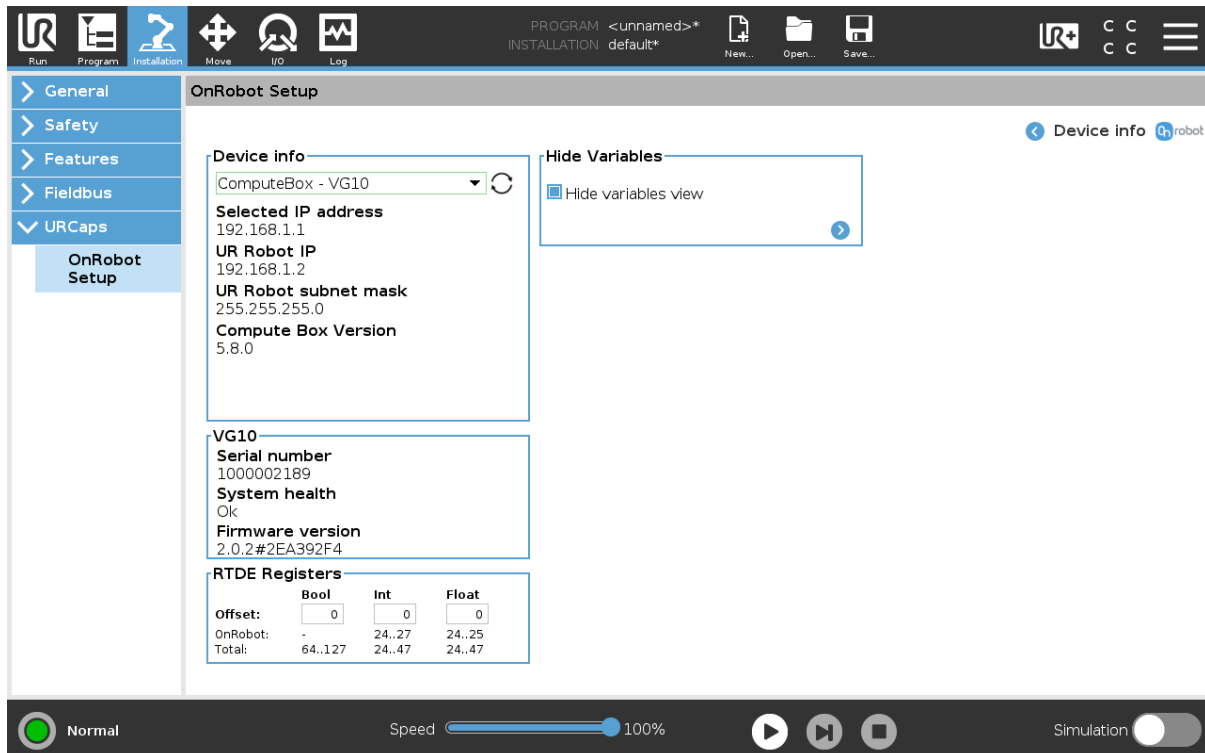 UR
UR+
PROGRAM <unnamed>*
INSTALLATION default*
C C
C C
Run Program Installation Move I/O Log New... Open... Save...
General
Safety
Features
Fieldbus
URCaps
OnRobot
Setup
OnRobot Setup
Device info On robot
Device info
ComputeBox - VG10
Selected IP address
192.168.1.1
UR Robot IP
192.168.1.2
UR Robot subnet mask
255.255.255.0
Compute Box Version
5.8.0
Hide Variables
Hide variables view
VG10
Serial number
1000002189
System health
Ok
Firmware version
2.0.2#2EA392F4
RTDE Registers
Bool Int Float
Offset: 0 0 0
OnRobot: - 24..27 24..25
Total: 64..127 24..47 24..47
Normal Speed 100% Simulation